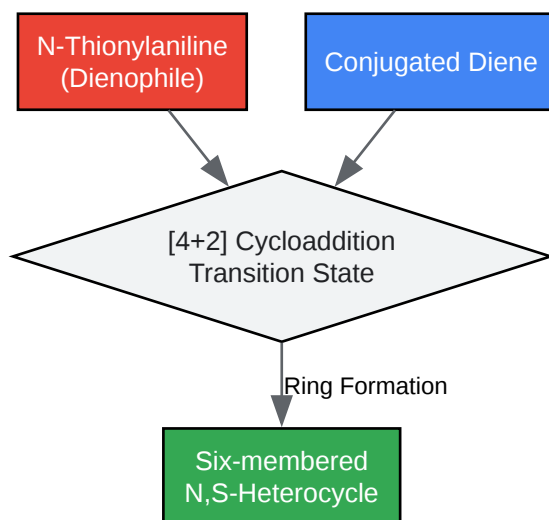 N-Thionylaniline
(Dienophile)
Conjugated Diene
[4+2] Cycloaddition
Transition State
Ring Formation
Six-membered
N,S-Heterocycle